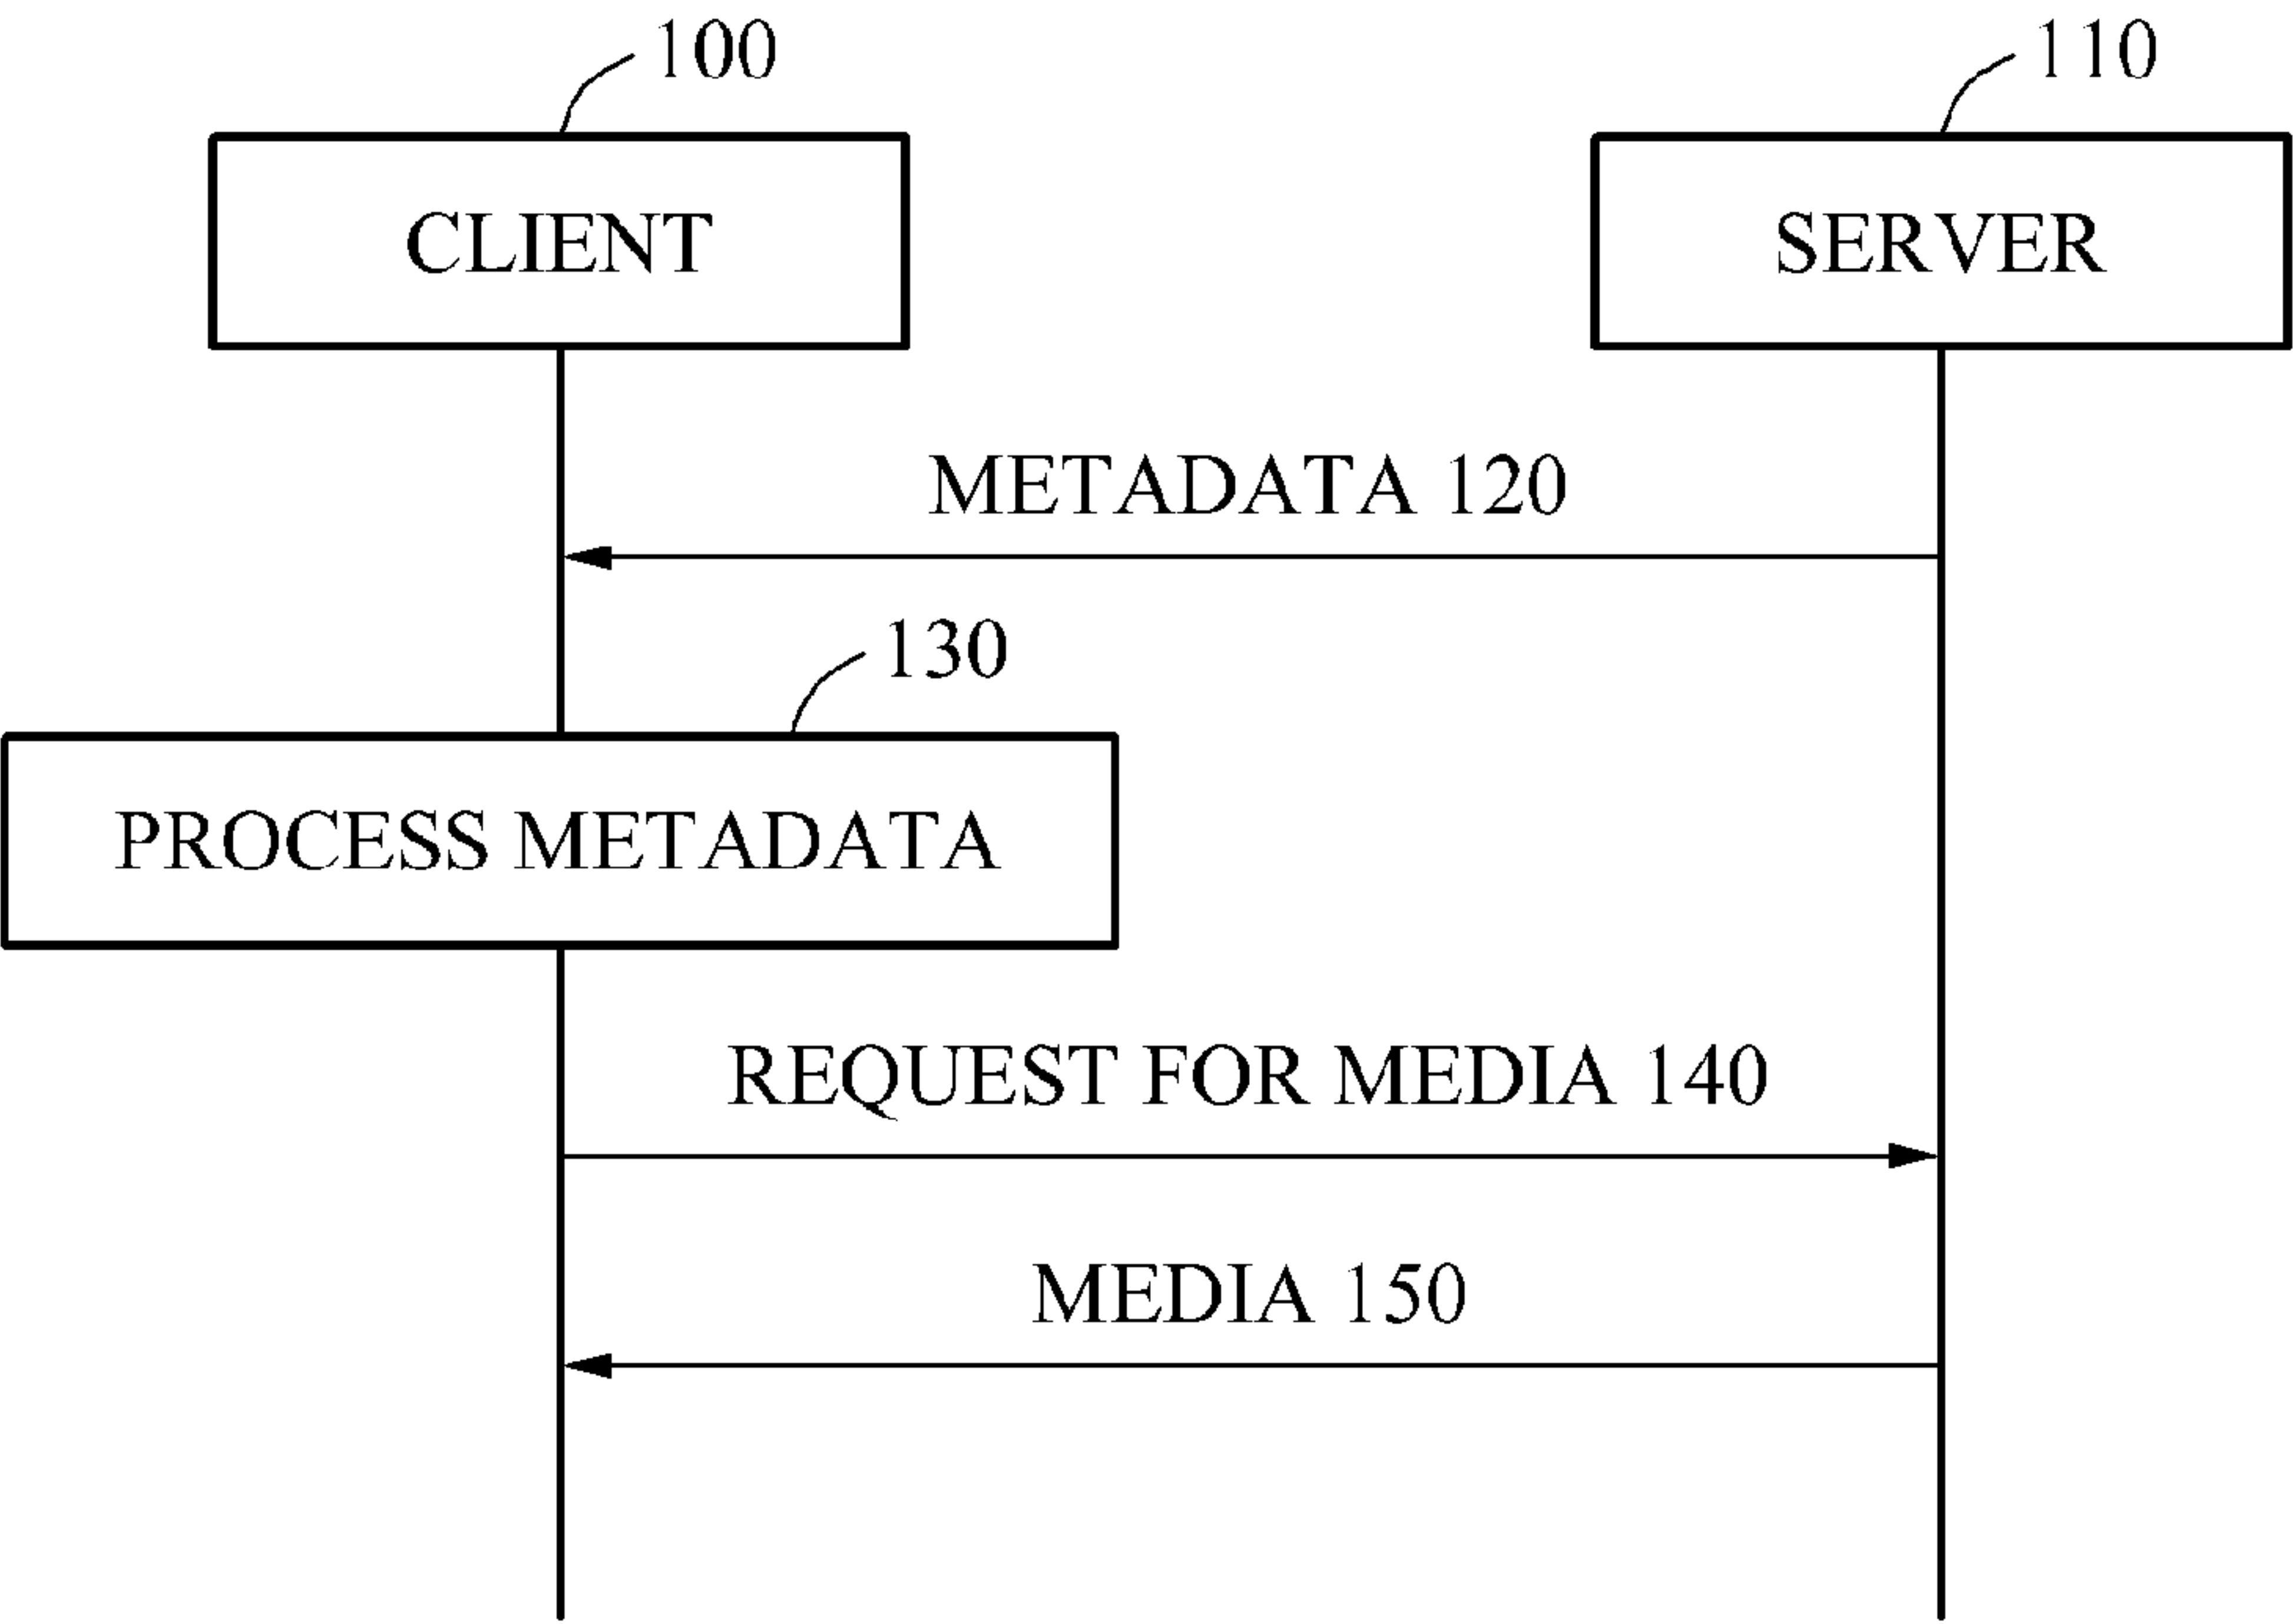 100
110
CLIENT
SERVER
METADATA 120
130
PROCESS METADATA
REQUEST FOR MEDIA 140
MEDIA 150